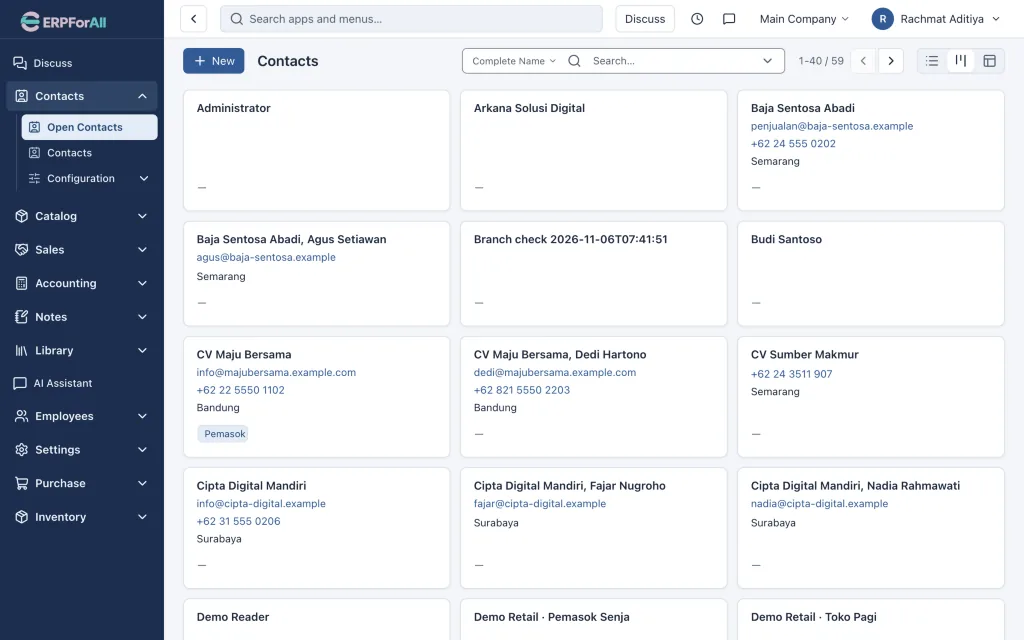 ERPForAll
Search apps and menus...
Discuss
Main Company
R
Rachmat Aditiya
Discuss
Contacts
Open Contacts
Contacts
Configuration
Catalog
Sales
Accounting
Notes
Library
AI Assistant
Employees
Settings
Purchase
Inventory
+ New
Contacts
Complete Name
Search...
1-40 / 59
Administrator
—
Arkana Solusi Digital
—
Baja Sentosa Abadi
penjualan@baja-sentosa.example
+62 24 555 0202
Semarang
—
Baja Sentosa Abadi, Agus Setiawan
agus@baja-sentosa.example
Semarang
—
Branch check 2026-11-06T07:41:51
—
Budi Santoso
—
CV Maju Bersama
info@majubersama.example.com
+62 22 5550 1102
Bandung
Pemasok
CV Maju Bersama, Dedi Hartono
dedi@majubersama.example.com
+62 821 5550 2203
Bandung
—
CV Sumber Makmur
+62 24 3511 907
Semarang
—
Cipta Digital Mandiri
info@cipta-digital.example
+62 31 555 0206
Surabaya
—
Cipta Digital Mandiri, Fajar Nugroho
fajar@cipta-digital.example
Surabaya
—
Cipta Digital Mandiri, Nadia Rahmawati
nadia@cipta-digital.example
Surabaya
—
Demo Reader
Demo Retail · Pemasok Senja
Demo Retail · Toko Pagi